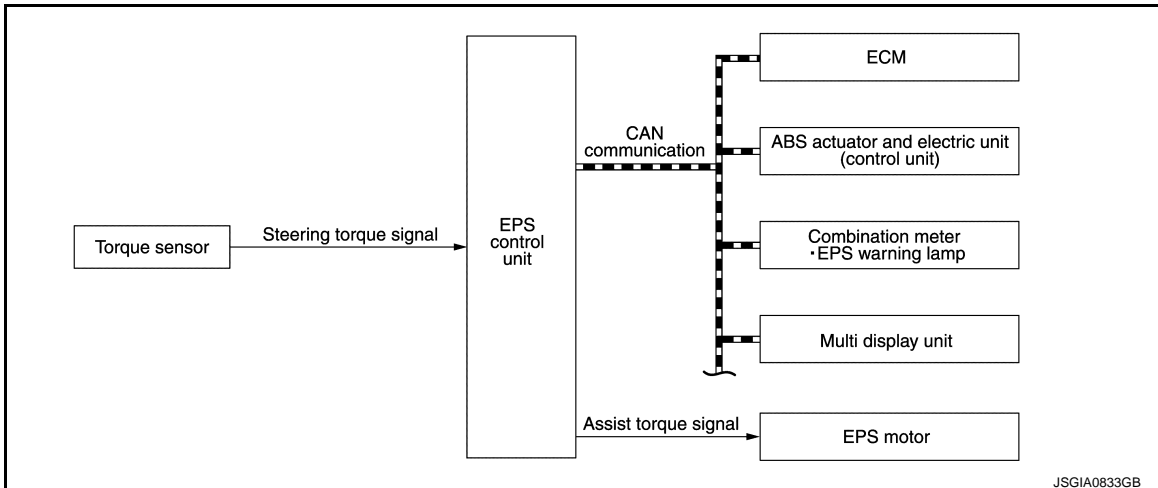 ECM
CAN
communication
ABS actuator and electric unit
(control unit)
Torque sensor
Steering torque signal
EPS
control
unit
Combination meter
・EPS warning lamp
Multi display unit
Assist torque signal
EPS motor
JSGIA0833GB